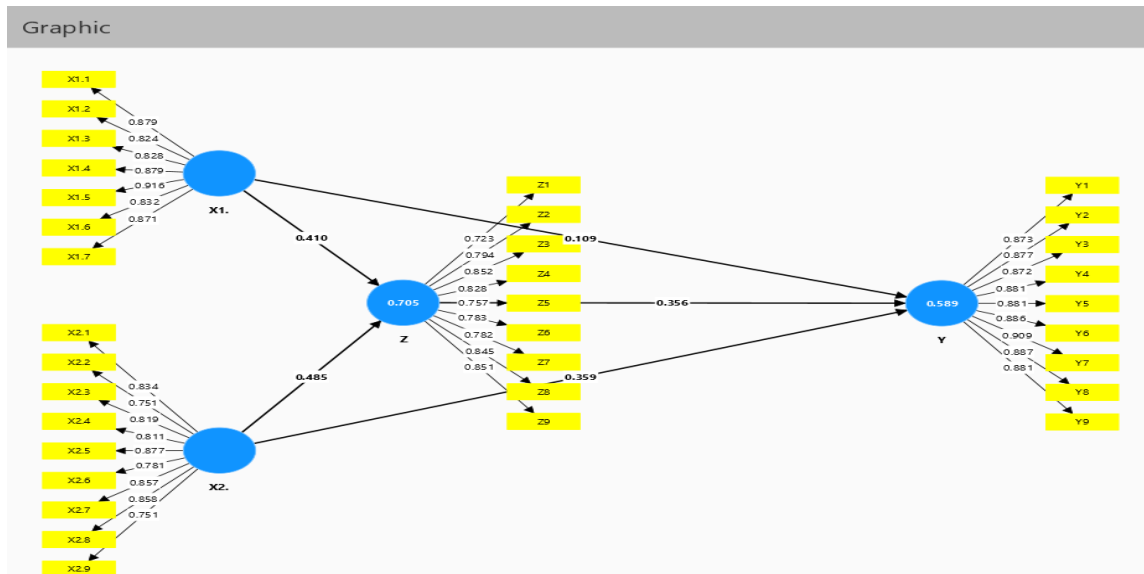 Graphic
X1.1
X1.2
X1.3
X1.4
X1.5
X1.6
X1.7
0.879
0.824
0.828
0.879
0.916
0.832
0.871
X1.
X2.1
X2.2
X2.3
X2.4
X2.5
X2.6
X2.7
X2.8
X2.9
0.834
0.751
0.819
0.811
0.877
0.781
0.857
0.858
0.751
X2.
0.410
0.485
0.705
Z
0.723
0.794
0.852
0.828
0.757
0.783
0.782
0.845
0.851
Z1
Z2
Z3
Z4
Z5
Z6
Z7
Z8
Z9
0.109
0.356
0.359
0.589
Y
0.873
0.877
0.872
0.881
0.881
0.886
0.909
0.887
0.881
Y1
Y2
Y3
Y4
Y5
Y6
Y7
Y8
Y9